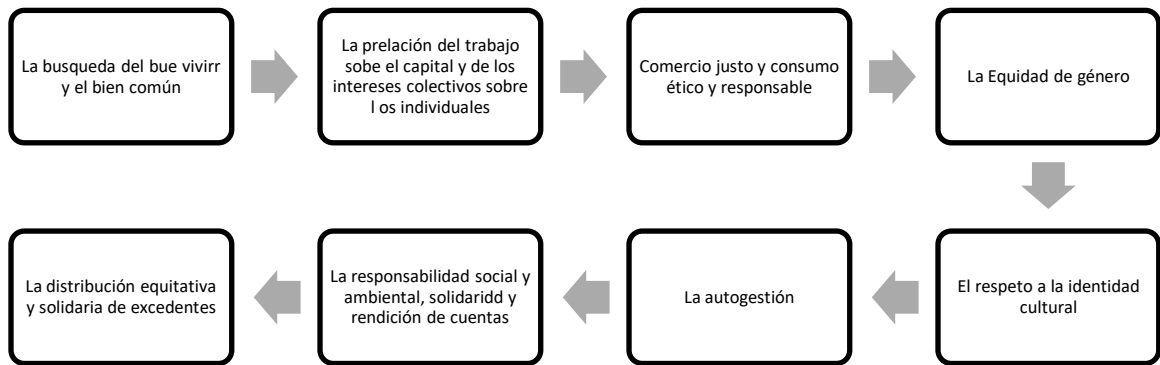 La busqueda del bue vivirr
y el bien común
La prelación del trabajo
sobe el capital y de los
intereses colectivos sobre
l os individuales
Comercio justo y consumo
ético y responsable
La Equidad de género
El respeto a la identidad
cultural
La autogestión
La responsabilidad social y
ambiental, solidaridd y
rendición de cuentas
La distribución equitativa
y solidaria de excedentes